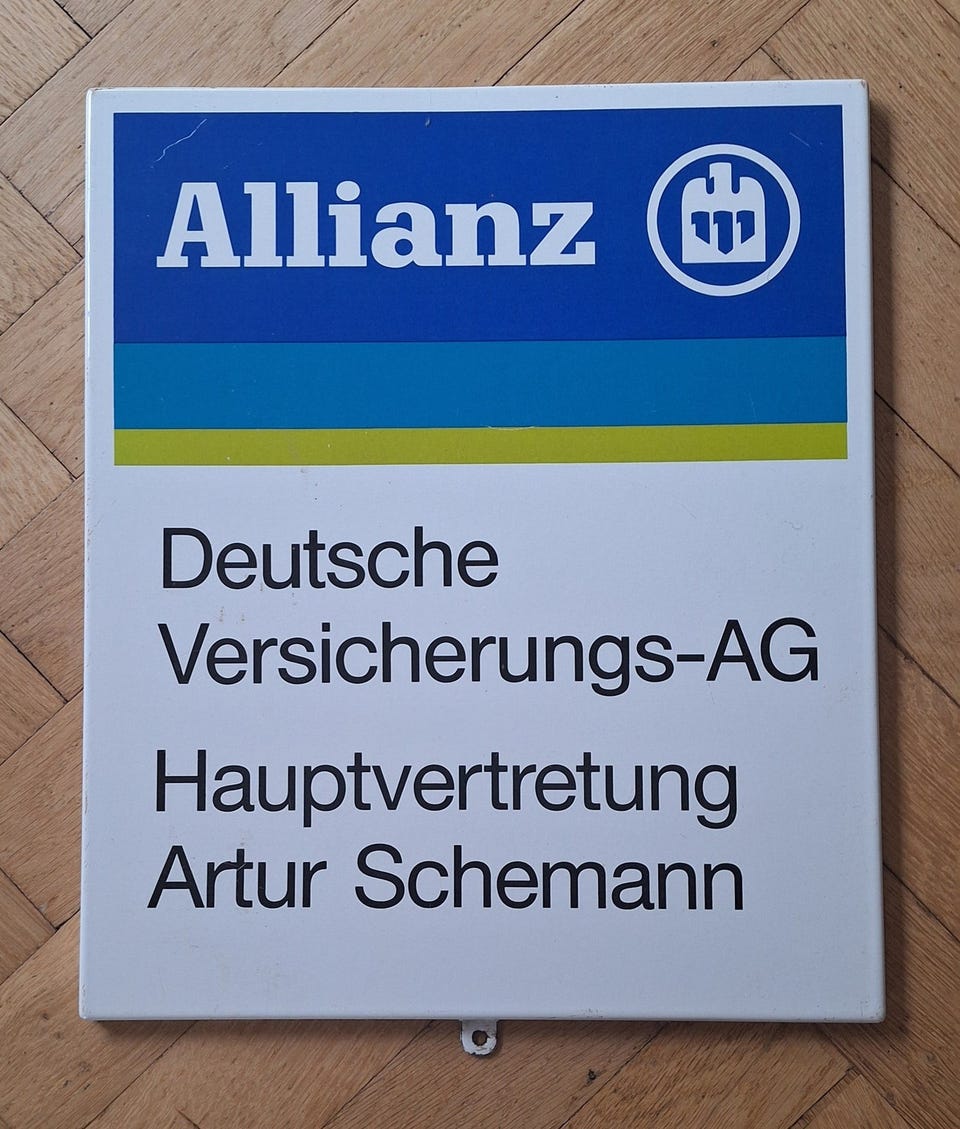 Allianz
Deutsche
Versicherungs-AG
Hauptvertretung
Artur Schemann